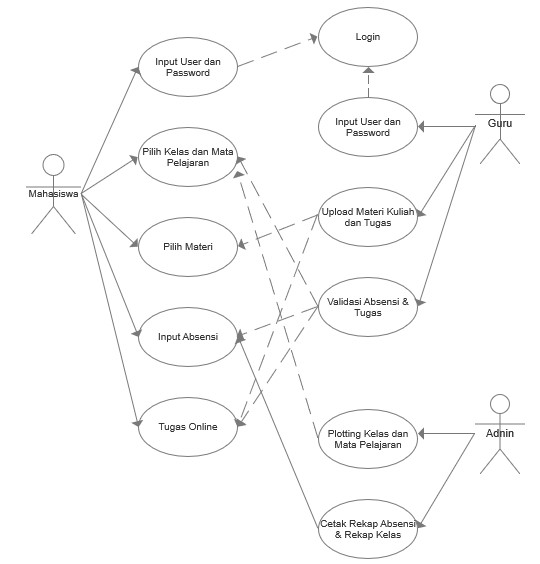 Login
Input User dan
Password
Input User dan
Password
Guru
Pilih Kelas dan Mata
Pelajaran
Mahasiswa
Upload Materi Kuliah
dan Tugas
Pilih Materi
Validasi Absensi &
Tugas
Input Absensi
Tugas Online
Plotting Kelas dan
Mata Pelajaran
Adnin
Cetak Rekap Absensi
& Rekap Kelas